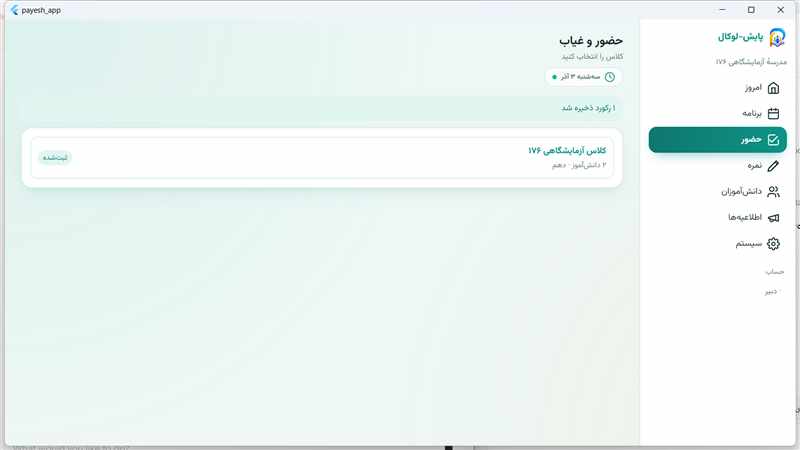 payesh_app
پایش-لوکال
مدرسهٔ آزمایشگاهی ۱۷۶
امروز
برنامه
حضور
نمره
دانش‌آموزان
اطلاعیه‌ها
سیستم
حساب
دبیر
حضور و غیاب
کلاس را انتخاب کنید
سه‌شنبه ۳ آذر
۱ رکورد ذخیره شد
کلاس آزمایشگاهی ۱۷۶
۲ دانش‌آموز · دهم
ثبت‌شده